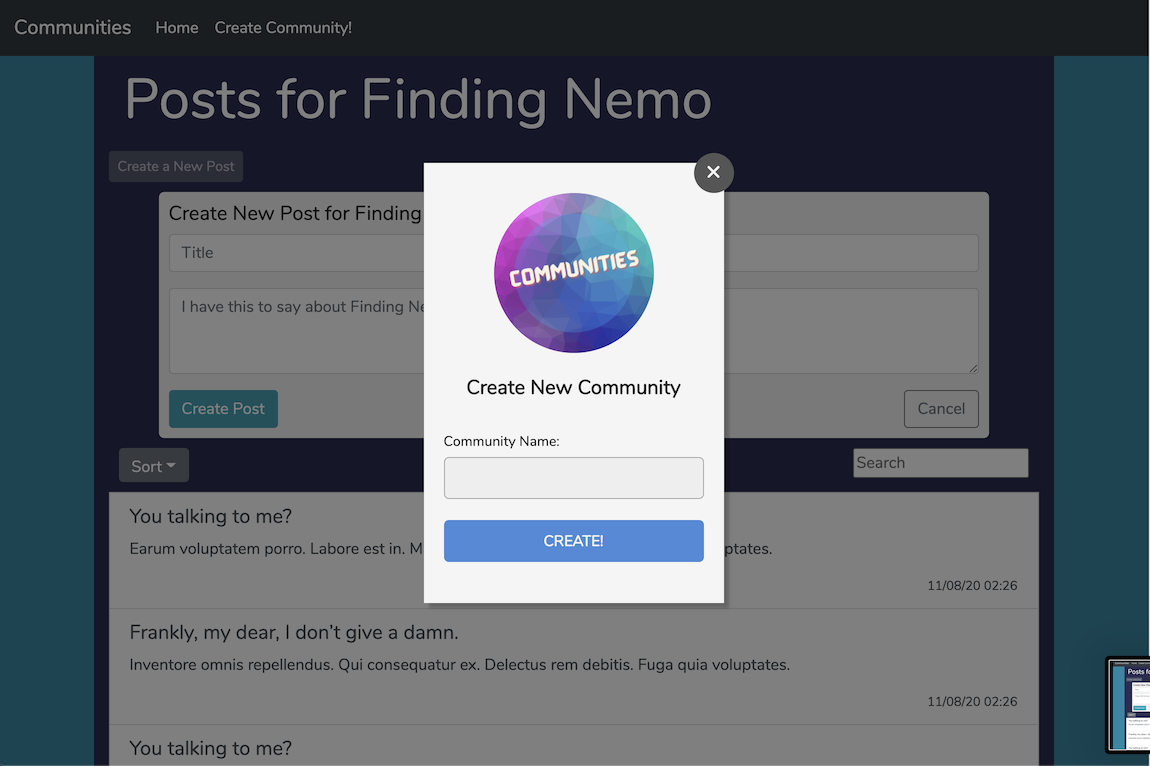 Communities Home Create Community!
Posts for Finding Nemo
Create a New Post
Create New Post for Finding
Title
I have this to say about Finding Ne
Create Post
Cancel
COMMUNITIES
Create New Community
Community Name:
CREATE!
Sort
Search
You talking to me?
Earum voluptatem porro. Labore est in. M ptates.
11/08/20 02:26
Frankly, my dear, I don't give a damn.
Inventore omnis repellendus. Qui consequatur ex. Delectus rem debitis. Fuga quia voluptates.
11/08/20 02:26
You talking to me?
Posts fo